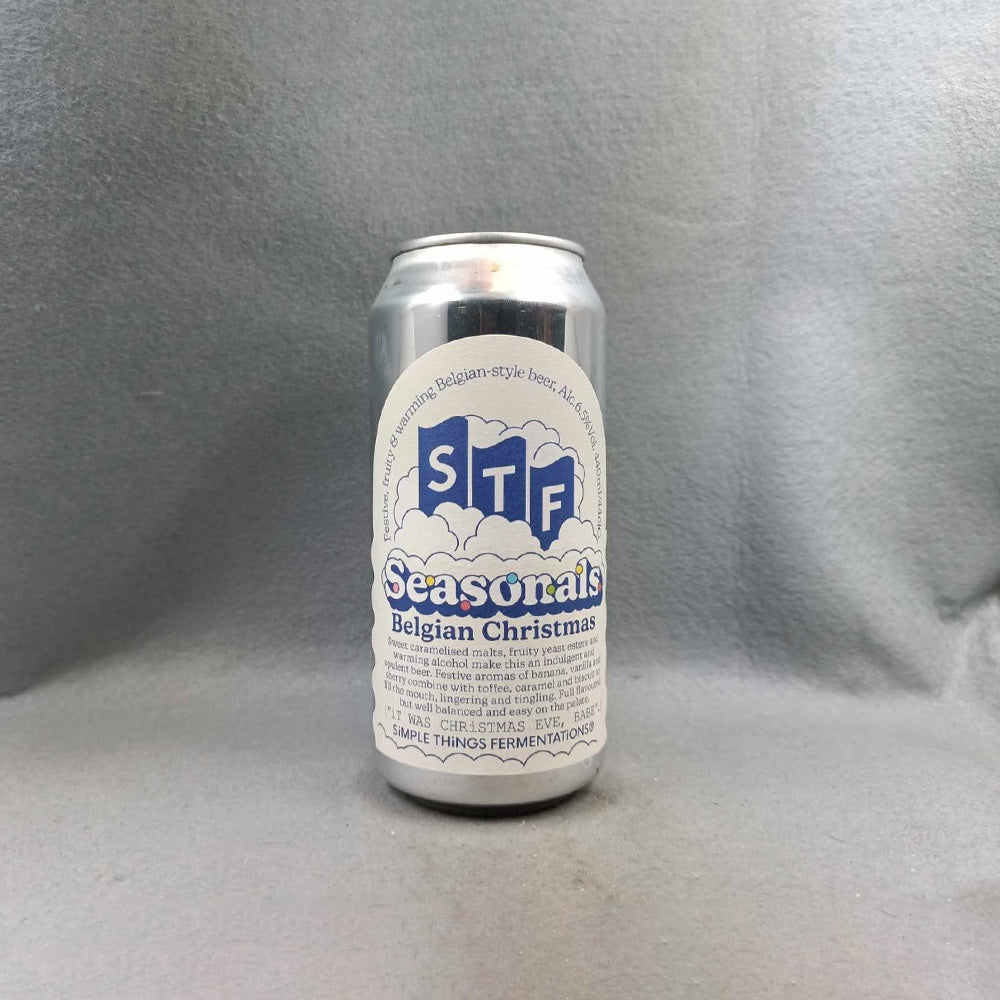 Festive, fruity & warming Belgian-style beer, Alc.6.5%Vol. 440ml/44cl
STF
Seasonals
Belgian Christmas
Sweet caramelised malts, fruity yeast esters and
warming alcohol make this an indulgent and
opulent beer. Festive aromas of banana, vanilla and
sherry combine with toffee, caramel and biscuit to
fill the mouth, lingering and tingling. Full flavoured
but well balanced and easy on the palate.
"iT WAS CHRiSTMAS EVE, BABE"
SiMPLE THiNGS FERMENTATiONS®